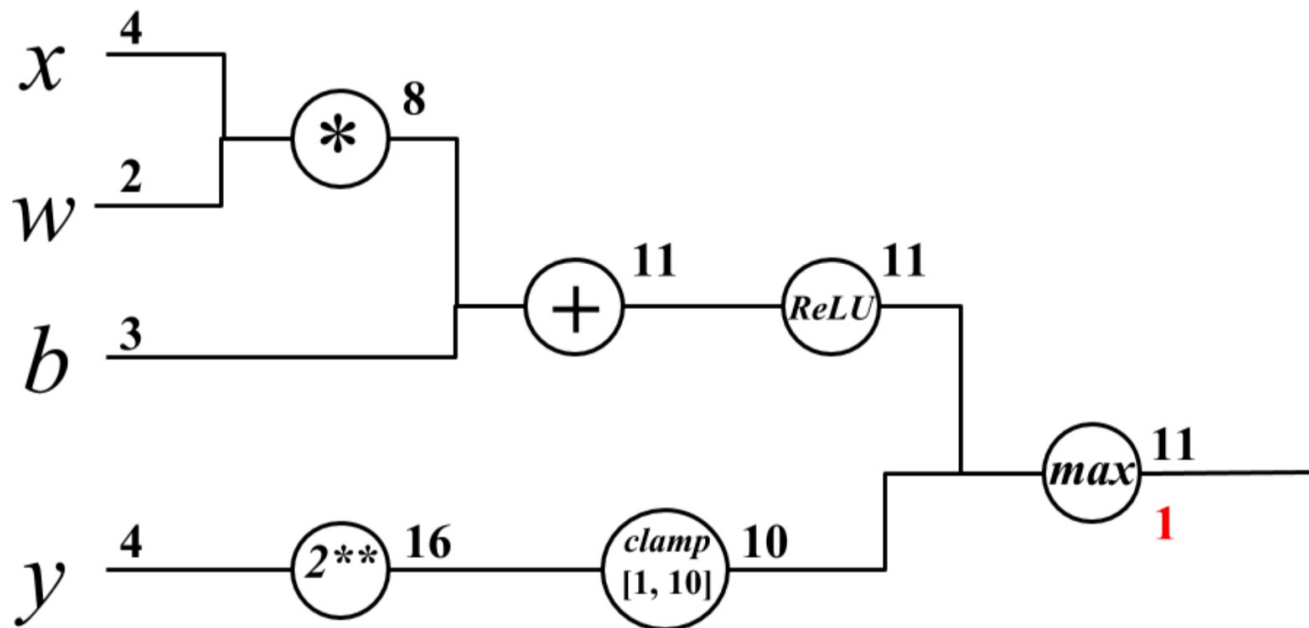 x 4
* 8
w 2
+ 11
ReLU 11
b 3
max 11
1
y 4
2** 16
clamp
[1, 10]
10